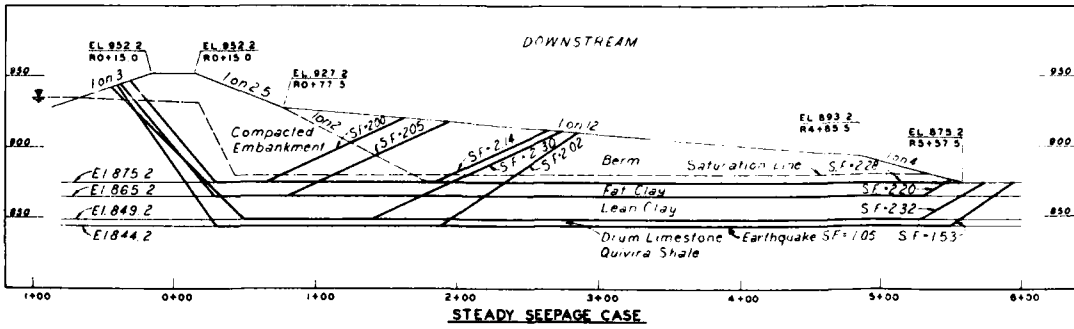 DOWNSTREAM
EL 952.2
R0+15.0
EL 952.2
R0+15.0
EL 927.2
R0+77.5
EL 893.2
R4+85.5
EL 875.2
R5+57.5
950
900
850
950
900
850
1 on 3
1 on 2.5
1 on 2
1 on 12
1 on 4
Compacted
Embankment
SF=2.00
SF=2.05
SF=2.14
SF=2.30
SF=2.02
Berm
Saturation Line
SF=2.28
SF=2.20
SF=2.32
El.875.2
El.865.2
El.849.2
El.844.2
Fat Clay
Lean Clay
Drum Limestone
Quivira Shale
Earthquake SF=1.05
SF=1.53
1+00
0+00
1+00
2+00
3+00
4+00
5+00
6+00
STEADY SEEPAGE CASE